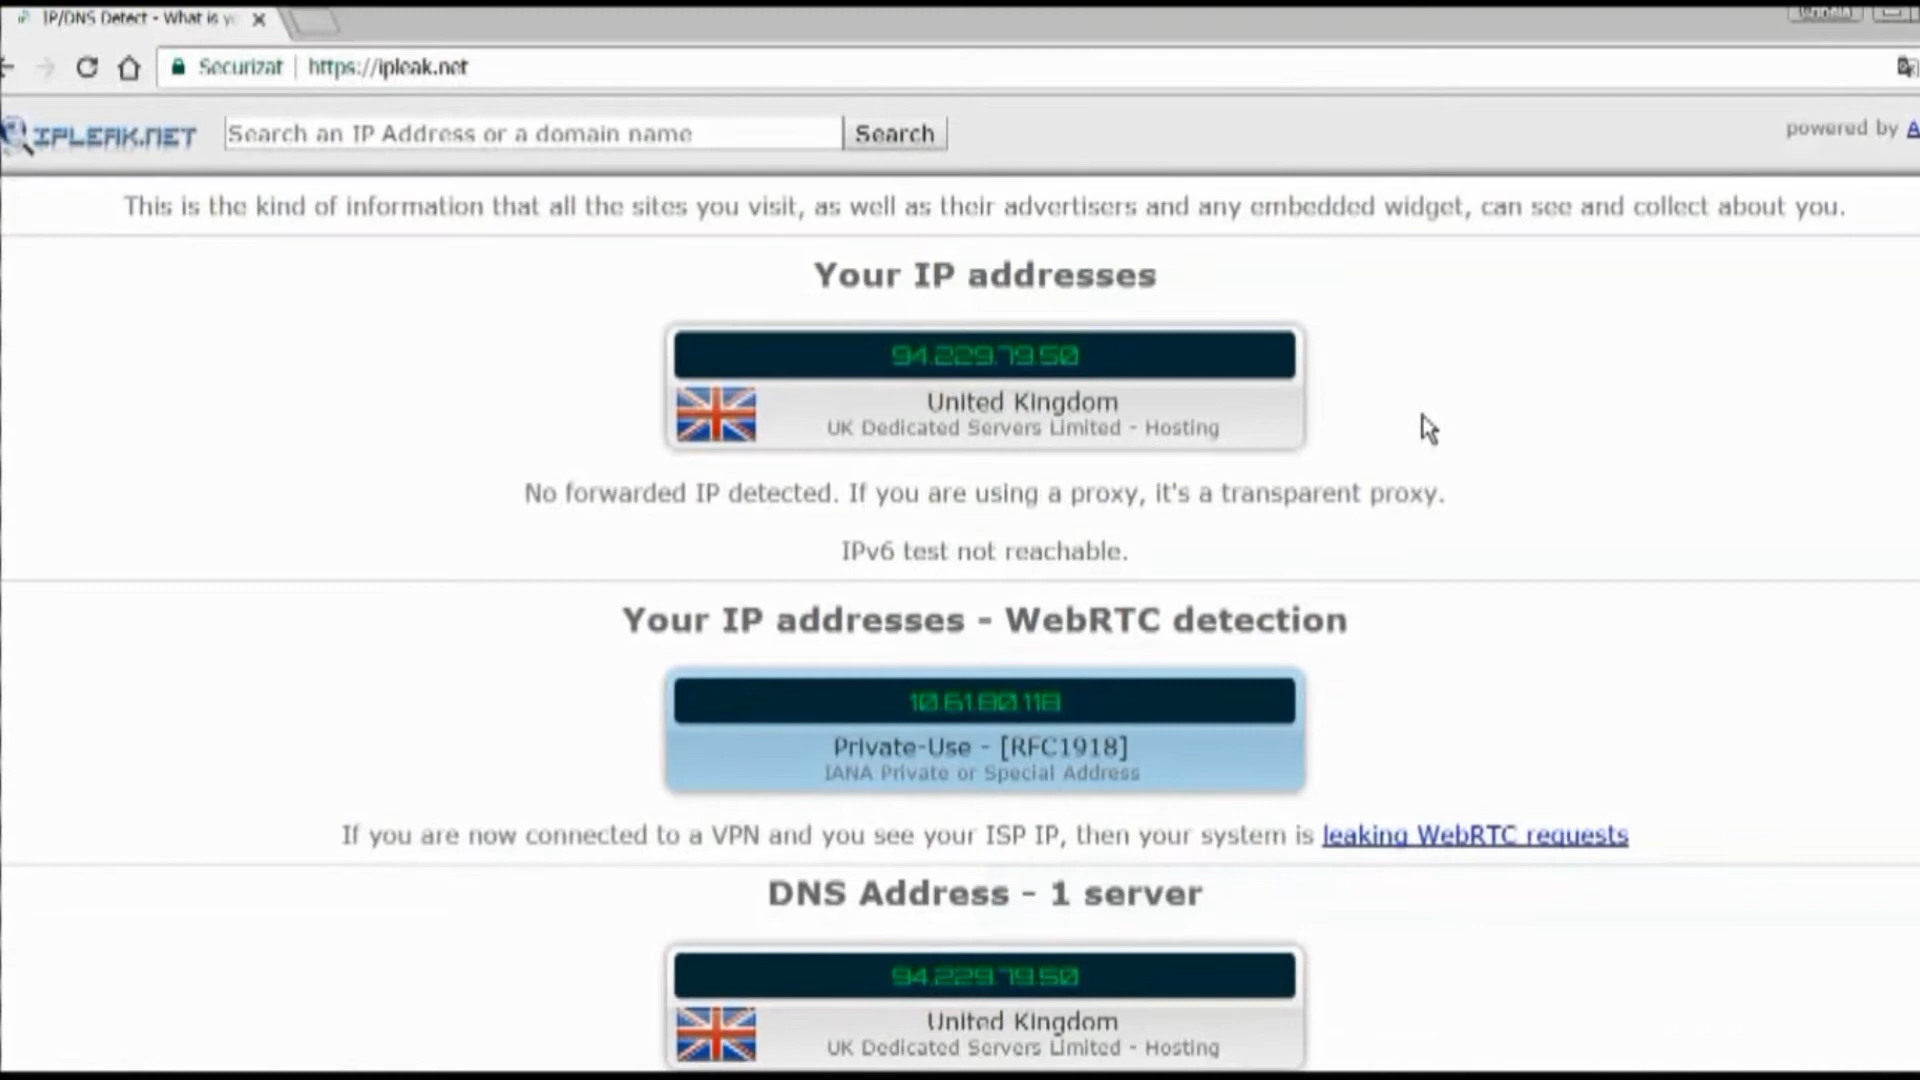 IP/DNS Detect - What is y
Securizat
https://ipleak.net
IPLEAK.NET
Search an IP Address or a domain name
Search
powered by A
This is the kind of information that all the sites you visit, as well as their advertisers and any embedded widget, can see and collect about you.
Your IP addresses
94.229.79.50
United Kingdom
UK Dedicated Servers Limited - Hosting
No forwarded IP detected. If you are using a proxy, it's a transparent proxy.
IPv6 test not reachable.
Your IP addresses - WebRTC detection
10.61.80.118
Private-Use - [RFC1918]
IANA Private or Special Address
If you are now connected to a VPN and you see your ISP IP, then your system is leaking WebRTC requests
DNS Address - 1 server
94.229.79.50
United Kingdom
UK Dedicated Servers Limited - Hosting